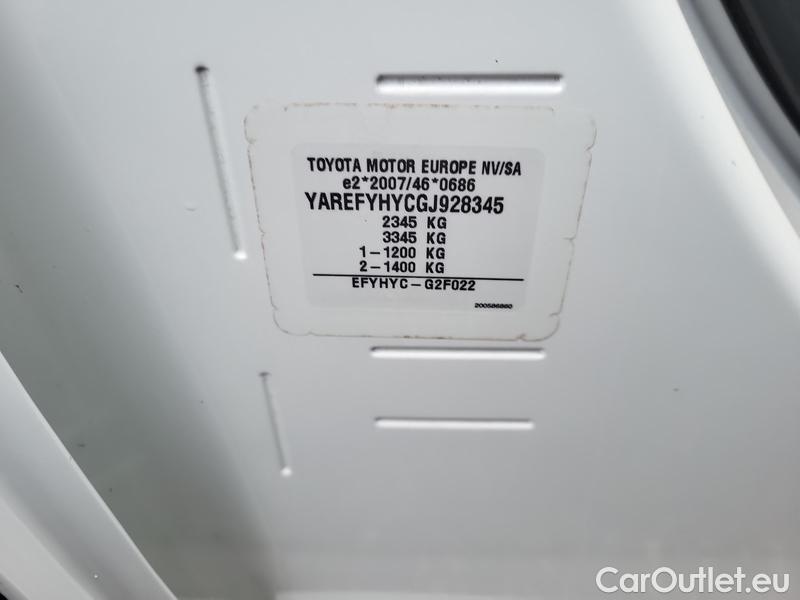 TOYOTA MOTOR EUROPE NV/SA
e2*2007/46*0686
YAREFYHYCGJ928345
2345 KG
3345 KG
1-1200 KG
2-1400 KG
EFYHYC-G2F022
200586860
CarOutlet.eu